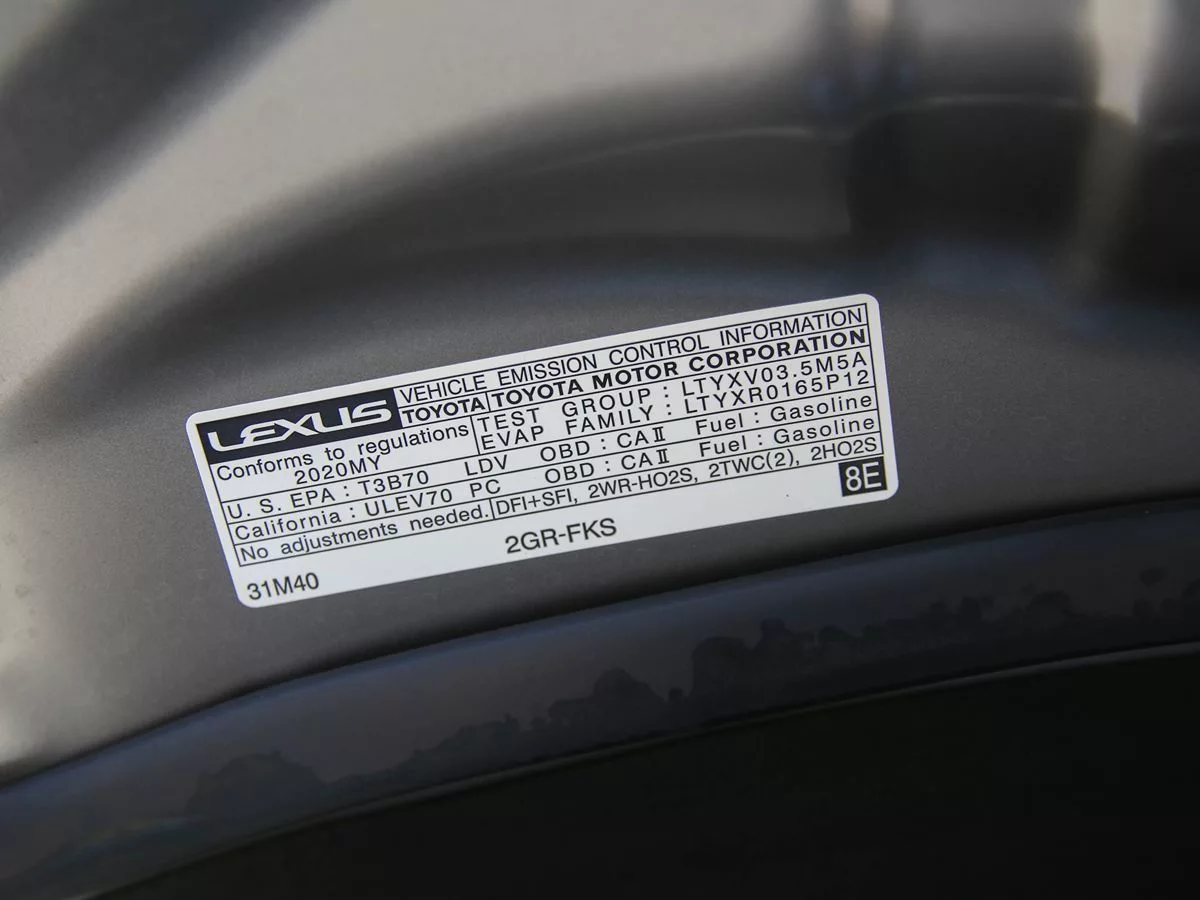 LEXUS VEHICLE EMISSION CONTROL INFORMATION
TOYOTA TOYOTA MOTOR CORPORATION
Conforms to regulations TEST GROUP : LTYXV03.5M5A
2020MY EVAP FAMILY : LTYXR0165P12
U. S. EPA : T3B70 LDV OBD : CAⅡ Fuel : Gasoline
California : ULEV70 PC OBD : CAⅡ Fuel : Gasoline
No adjustments needed. DFI+SFI, 2WR-HO2S, 2TWC(2), 2HO2S
2GR-FKS 8E
31M40